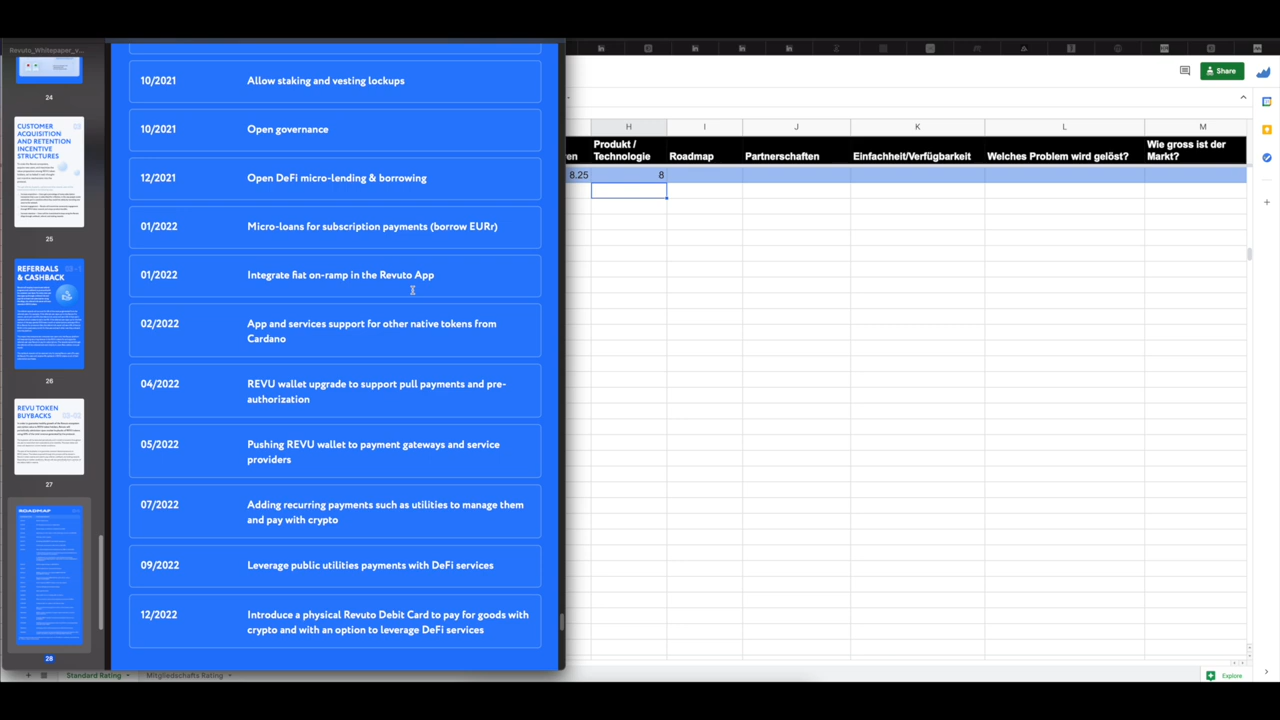 Revuto_Whitepaper_v...
24
CUSTOMER
ACQUISITION
AND RETENTION
INCENTIVE
STRUCTURES
25
REFERRALS
& CASHBACK
26
REVU TOKEN
BUYBACKS
27
ROADMAP
28
10/2021 Allow staking and vesting lockups
10/2021 Open governance
12/2021 Open DeFi micro-lending & borrowing
01/2022 Micro-loans for subscription payments (borrow EURr)
01/2022 Integrate fiat on-ramp in the Revuto App
02/2022 App and services support for other native tokens from
Cardano
04/2022 REVU wallet upgrade to support pull payments and pre-
authorization
05/2022 Pushing REVU wallet to payment gateways and service
providers
07/2022 Adding recurring payments such as utilities to manage them
and pay with crypto
09/2022 Leverage public utilities payments with DeFi services
12/2022 Introduce a physical Revuto Debit Card to pay for goods with
crypto and with an option to leverage DeFi services
Share
H I J K L M
Produkt /
Technologie
Roadmap
Partnerschaften
Welches Problem wird gelöst?
Wie gross ist der
8.25 8
Standard Rating
Mitgliedschafts Rating
Explore